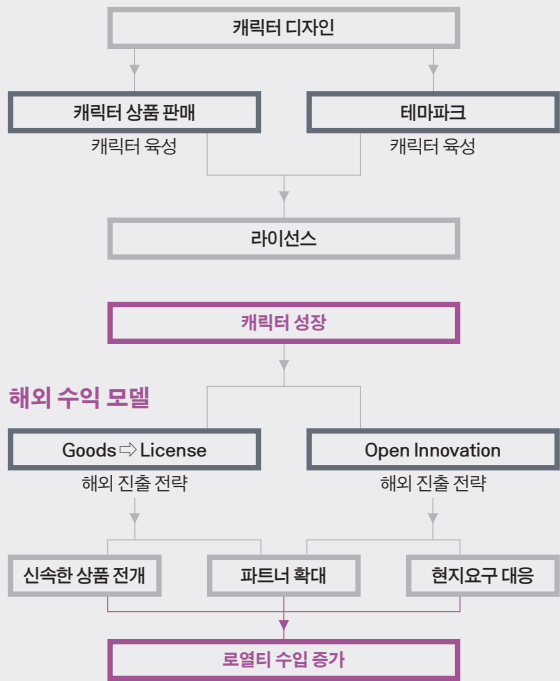 캐릭터 디자인
캐릭터 상품 판매
테마파크
캐릭터 육성
캐릭터 육성
라이선스
캐릭터 성장
해외 수익 모델
Goods ⇨ License
Open Innovation
해외 진출 전략
해외 진출 전략
신속한 상품 전개
파트너 확대
현지요구 대응
로열티 수입 증가